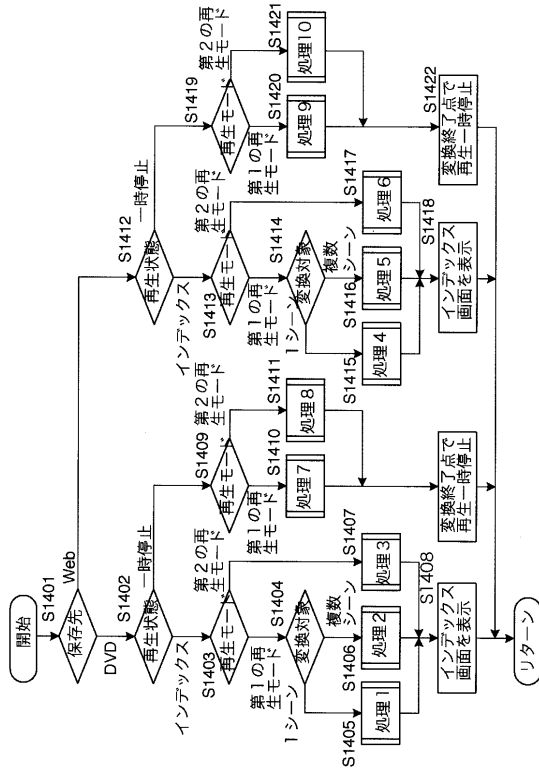 開始
S1401
保存先
Web
DVD
S1402
再生状態
一時停止
インデックス
S1403
再生モード
第2の再
生モード
第1の再
生モード
S1404
変換対象
1シーン
複数
シーン
S1405
処理1
S1406
処理2
S1407
処理3
S1408
インデックス
画面を表示
S1409
再生モード
第2の再
生モード
第1の再
生モード
S1410
処理7
S1411
処理8
変換終了点で
再生一時停止
S1412
再生状態
一時停止
インデックス
S1413
再生モード
第2の再
生モード
第1の再
生モード
S1414
変換対象
1シーン
複数
シーン
S1415
処理4
S1416
処理5
S1417
処理6
S1418
インデックス
画面を表示
S1419
再生モード
第2の再
生モード
第1の再
生モード
S1420
処理9
S1421
処理10
S1422
変換終了点で
再生一時停止
リターン